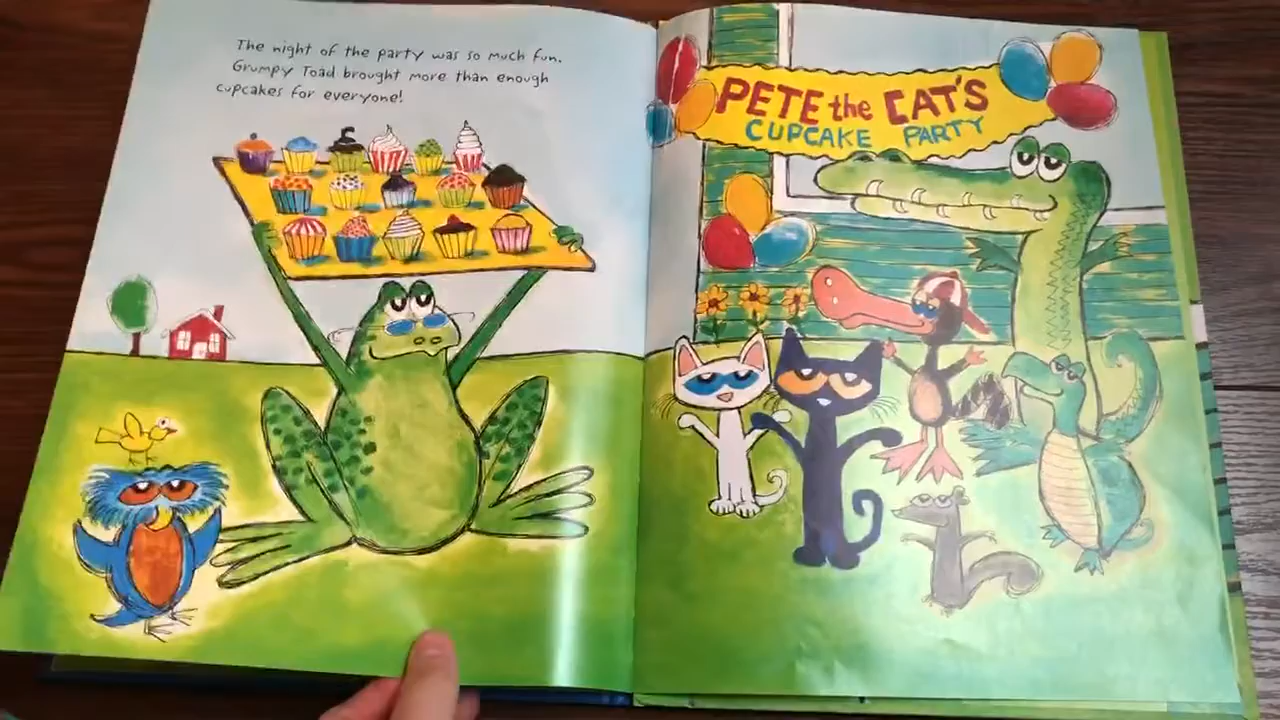 The night of the party was so much fun.
Grumpy Toad brought more than enough
cupcakes for everyone!
PETE the CAT'S
CUPCAKE PARTY